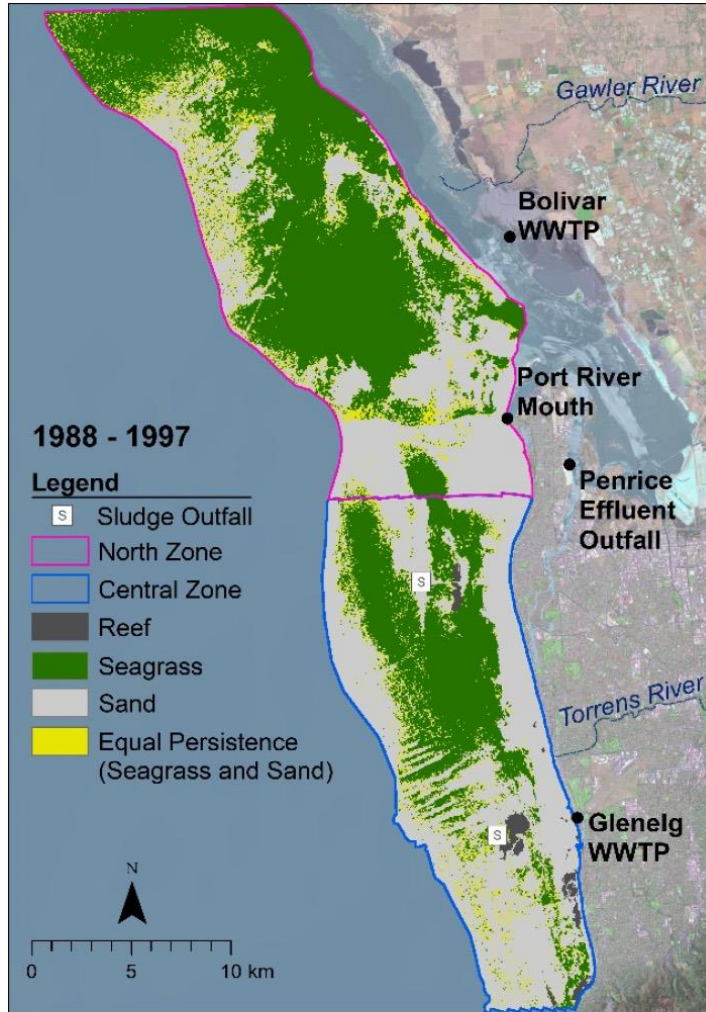 Gawler River
Bolivar
WWTP
Port River
Mouth
1988 - 1997
Legend
S Sludge Outfall
North Zone
Central Zone
Reef
Seagrass
Sand
Equal Persistence
(Seagrass and Sand)
Penrice
Effluent
Outfall
S
Torrens River
S
Glenelg
WWTP
N
0 5 10 km